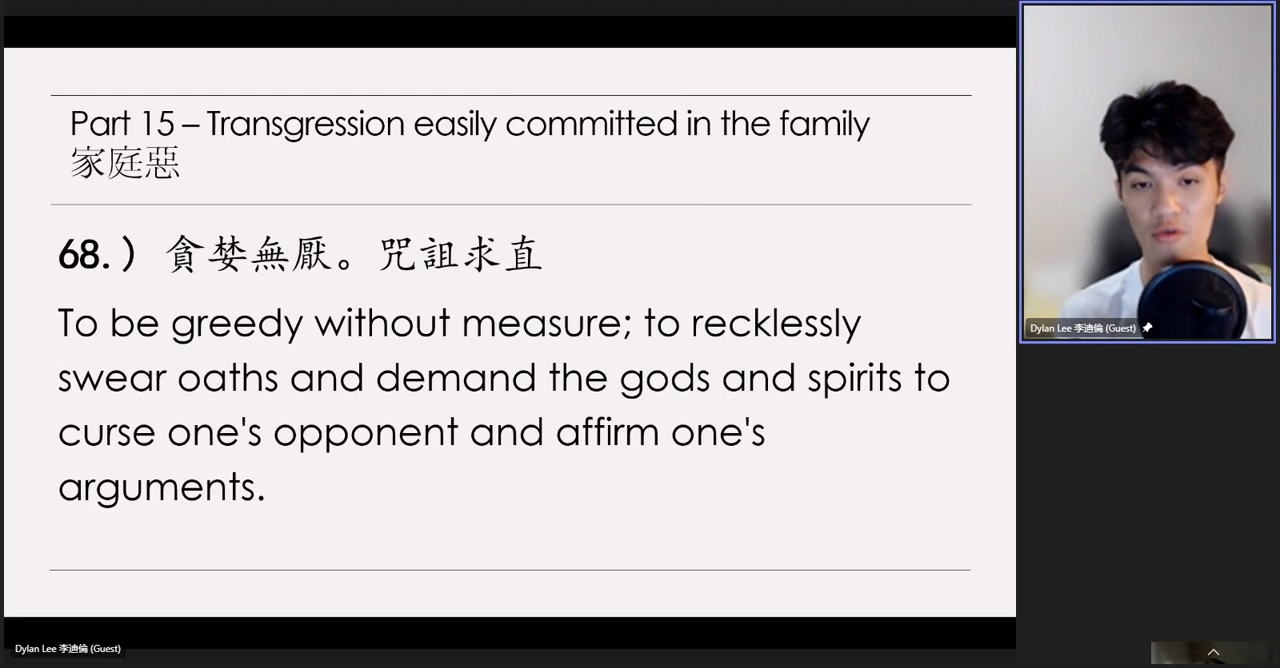 Part 15 – Transgression easily committed in the family
家庭惡
68.） 貪婪無厭。咒詛求直
To be greedy without measure; to recklessly
swear oaths and demand the gods and spirits to
curse one's opponent and affirm one's
arguments.
Dylan Lee 李迪倫 (Guest)
Dylan Lee 李迪倫 (Guest)